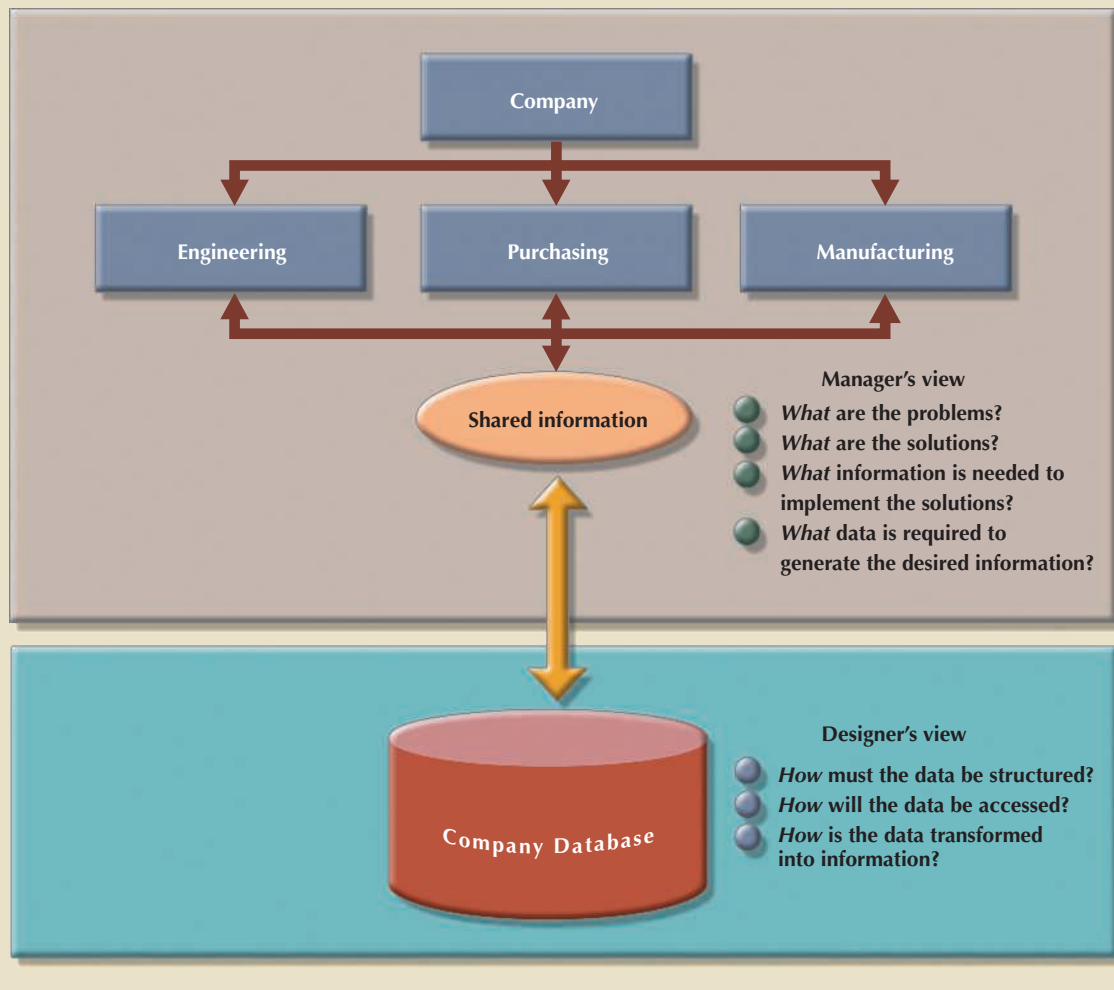 Company
Engineering
Purchasing
Manufacturing
Shared information
Manager's view
What are the problems?
What are the solutions?
What information is needed to
implement the solutions?
What data is required to
generate the desired information?
Company Database
Designer's view
How must the data be structured?
How will the data be accessed?
How is the data transformed
into information?